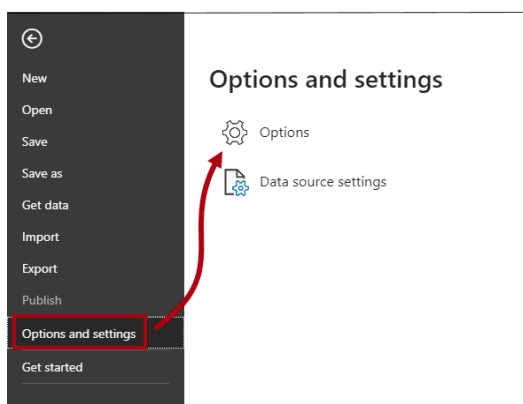 New
Open
Save
Save as
Get data
Import
Export
Publish
Options and settings
Get started
Options and settings
Options
Data source settings